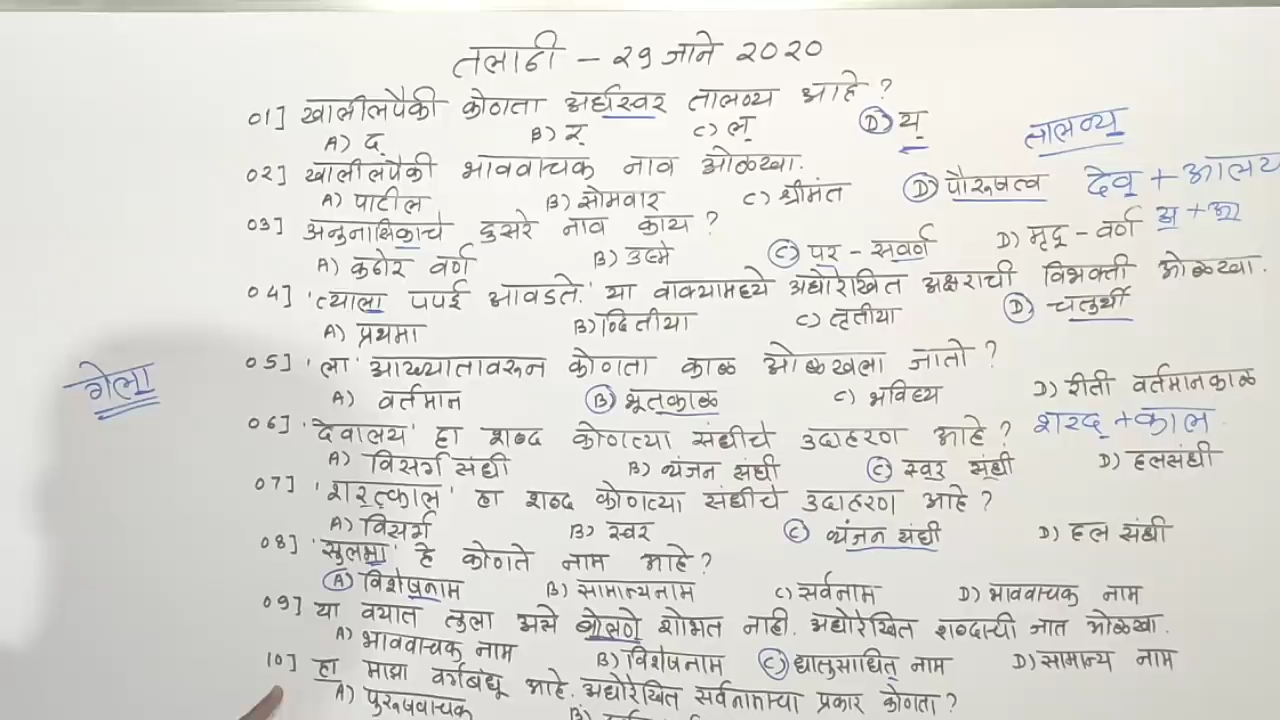 तलाठी – २९ जाने २०२०
01] खालीलपैकी कोणता अर्धस्वर तालव्य आहे ?
A) द् B) र् C) ल् D) य् तालव्य
02] खालीलपैकी भाववाचक नाव ओळखा.
A) पाटील B) सोमवार C) श्रीमंत D) पौरूषत्व देव् + आलय
03] अनुनासिकाचे दुसरे नाव काय ?
A) कठोर वर्ण B) उष्मे C) पर - सवर्ण D) मृदू - वर्ण अ + आ
04] 'त्याला पपई आवडते.' या वाक्यामध्ये अधोरेखित अक्षराची विभक्ती ओळखा.
A) प्रथमा B) द्वितीया C) तृतीया D) चतुर्थी
05] 'ला' आख्यातावरून कोणता काळ ओळखला जातो ?
गेला
A) वर्तमान B) भूतकाळ C) भविष्य D) रीती वर्तमानकाळ
06] 'देवालय' हा शब्द कोणत्या संधीचे उदाहरण आहे ? शरद् + काल
A) विसर्ग संधी B) व्यंजन संधी C) स्वर संधी D) हलसंधी
07] 'शरत्काल' हा शब्द कोणत्या संधीचे उदाहरण आहे ?
A) विसर्ग B) स्वर C) व्यंजन संधी D) हल संधी
08] 'सुलमा' हे कोणते नाम आहे ?
A) विशेषनाम B) सामान्यनाम C) सर्वनाम D) भाववाचक नाम
09] या वयात तुला असे बोलणे शोभत नाही. अधोरेखित शब्दाची जात ओळखा.
A) भाववाचक नाम B) विशेषनाम C) धातुसाधित नाम D) सामान्य नाम
10] हा माझा वर्गबंधू आहे. अधोरेखित सर्वनामाचा प्रकार कोणता ?
A) पुरूषवाचक